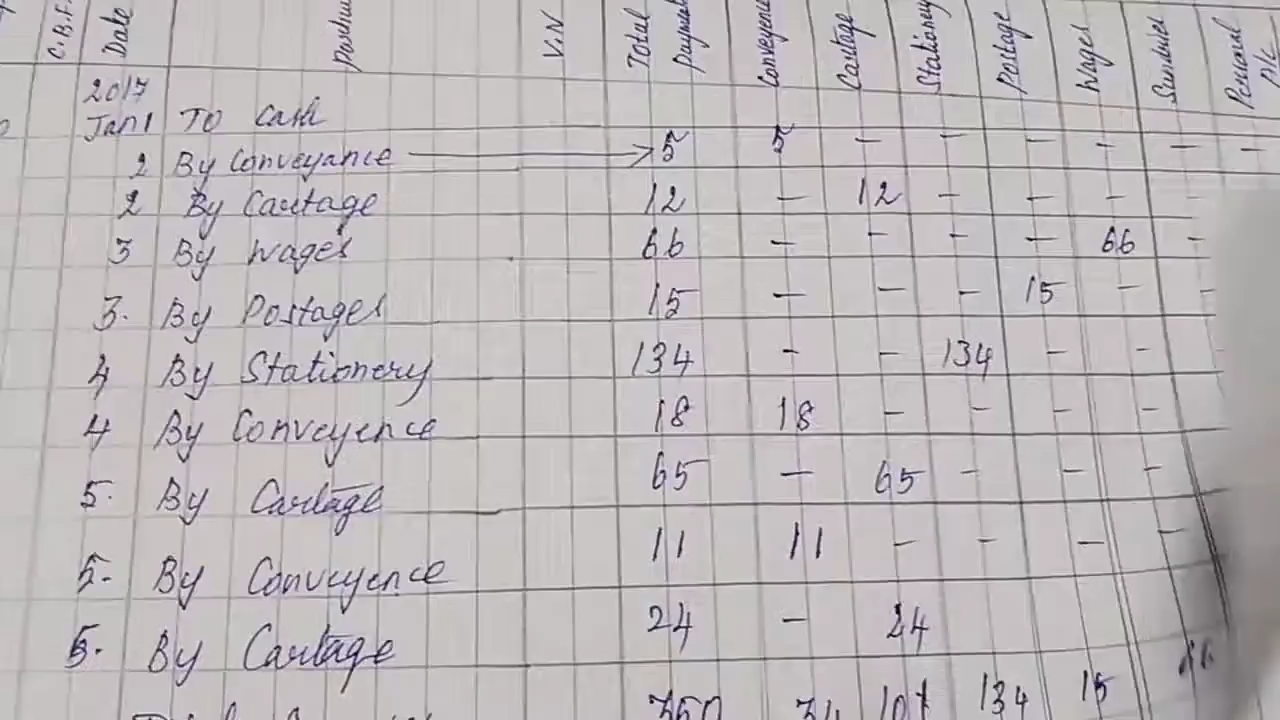 C.B.F. Date V.N Total Payment Conveyence Cartage Stationery Postage Wages Sundries Personal A/c
2017
Jan 1 To Cash
2 By Conveyance 5 5 – – – – – –
2 By Cartage 12 – 12 – – – –
3 By Wages 66 – – – – 66 –
3. By Postages 15 – – – 15 – –
4 By Stationery 134 – – 134 – –
4 By Conveyence 18 18 – – – –
5. By Cartage 65 – 65 – – –
5. By Conveyence 11 11 – – – –
5. By Cartage 24 – 24
350 34 101 134 15